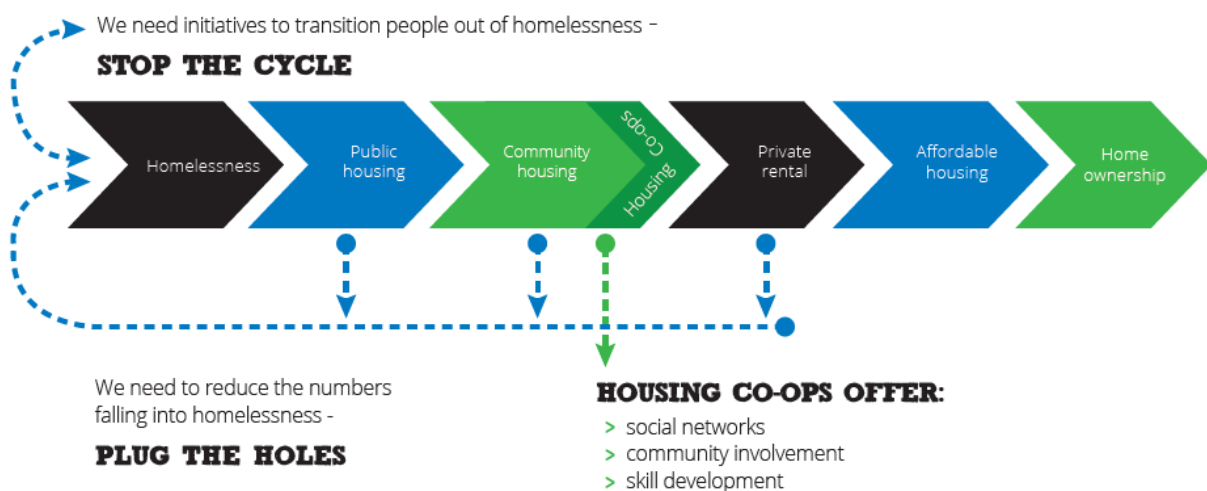 We need initiatives to transition people out of homelessness –
STOP THE CYCLE
Homelessness
Public
housing
Community
housing
Housing
Co-ops
Private
rental
Affordable
housing
Home
ownership
We need to reduce the numbers
falling into homelessness -
PLUG THE HOLES
HOUSING CO-OPS OFFER:
> social networks
> community involvement
> skill development